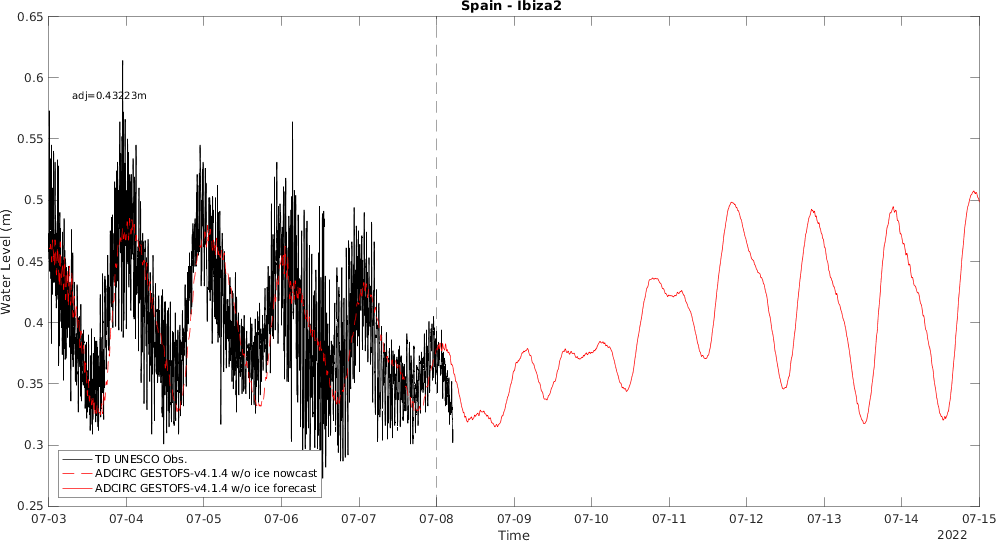 Spain - Ibiza2
0.65
0.6
adj=0.43223m
0.55
0.5
0.45
0.4
0.35
0.3
0.25
Water Level (m)
TD UNESCO Obs.
ADCIRC GESTOFS-v4.1.4 w/o ice nowcast
ADCIRC GESTOFS-v4.1.4 w/o ice forecast
07-03 07-04 07-05 07-06 07-07 07-08 07-09 07-10 07-11 07-12 07-13 07-14 07-15
Time
2022